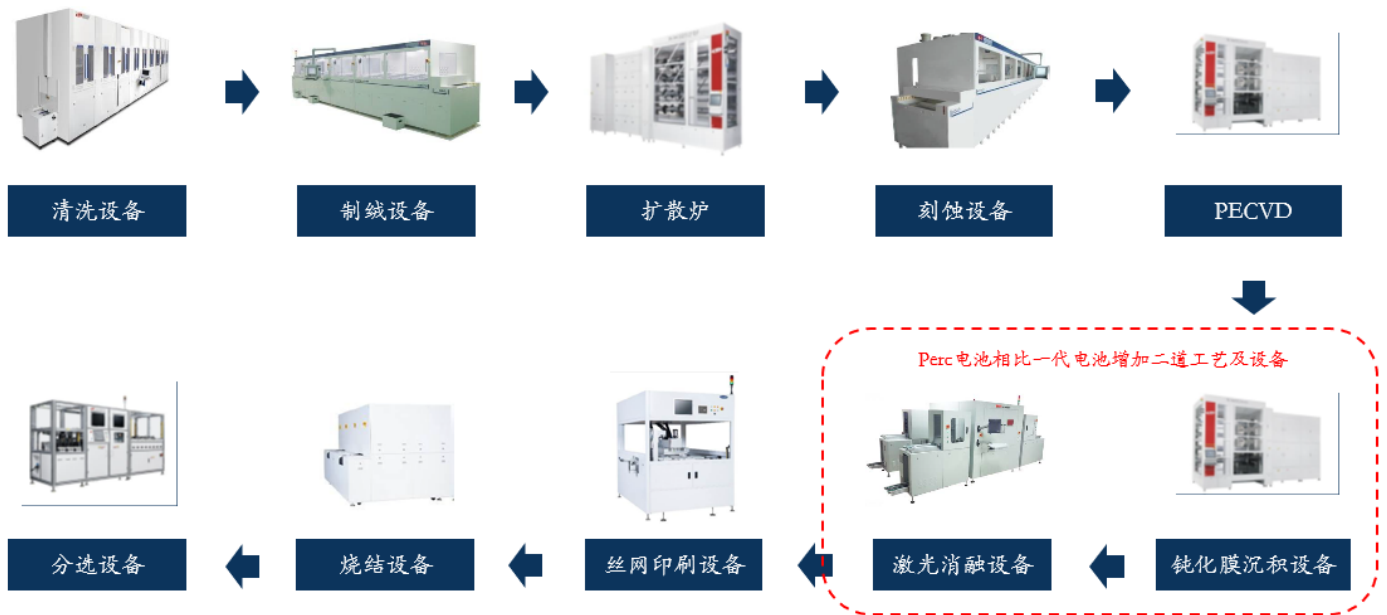 清洗设备
制绒设备
扩散炉
刻蚀设备
PECVD
Perc电池相比一代电池增加二道工艺及设备
分选设备
烧结设备
丝网印刷设备
激光消融设备
钝化膜沉积设备